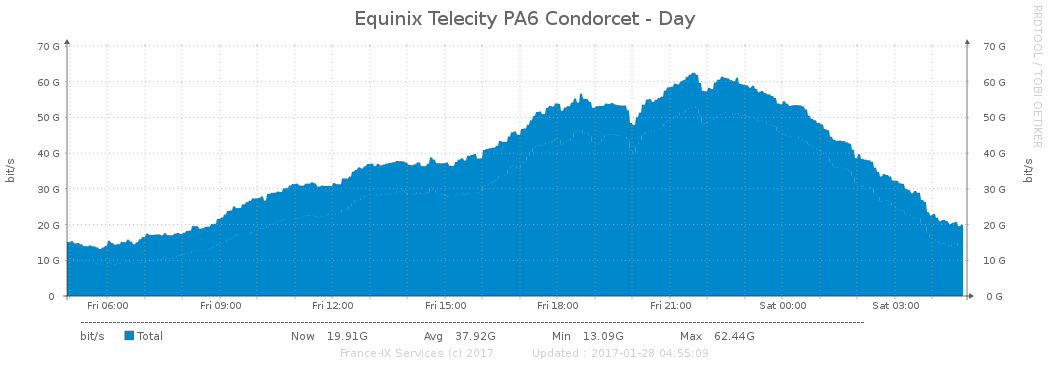 Equinix Telecity PA6 Condorcet - Day
RRDTOOL / TOBI OETIKER
70 G 70 G
60 G 60 G
50 G 50 G
40 G 40 G
30 G 30 G
20 G 20 G
10 G 10 G
0 0 G
bit/s bit/s
Fri 06:00 Fri 09:00 Fri 12:00 Fri 15:00 Fri 18:00 Fri 21:00 Sat 00:00 Sat 03:00
bit/s Total Now 19.91G Avg 37.92G Min 13.09G Max 62.44G
France-IX Services (c) 2017 Updated : 2017-01-28 04:55:09